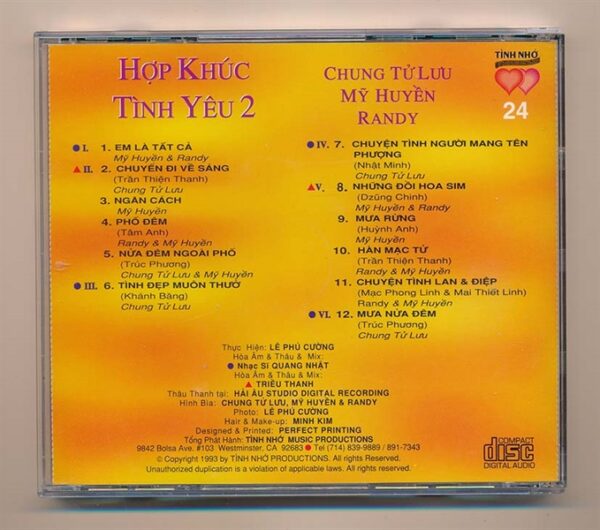 HỢP KHÚC
TÌNH YÊU 2
CHUNG TỬ LƯU
MỸ HUYỀN
RANDY
TÌNH NHỚ
24
I. 1. EM LÀ TẤT CẢ
Mỹ Huyền & Randy
II. 2. CHUYẾN ĐI VỀ SÁNG
(Trần Thiện Thanh)
Chung Tử Lưu
3. NGĂN CÁCH
Mỹ Huyền
4. PHỐ ĐÊM
(Tâm Anh)
Randy & Mỹ Huyền
5. NỬA ĐÊM NGOÀI PHỐ
(Trúc Phương)
Chung Tử Lưu & Mỹ Huyền
III. 6. TÌNH ĐẸP MUÔN THUỞ
(Khánh Băng)
Chung Tử Lưu
IV. 7. CHUYỆN TÌNH NGƯỜI MANG TÊN
PHƯỢNG
(Nhật Minh)
Chung Tử Lưu
V. 8. NHỮNG ĐỒI HOA SIM
(Dzũng Chinh)
Mỹ Huyền & Randy
9. MƯA RỪNG
(Huỳnh Anh)
Mỹ Huyền
10. HÀN MẠC TỬ
(Trần Thiện Thanh)
Randy & Mỹ Huyền
11. CHUYỆN TÌNH LAN & ĐIỆP
(Mạc Phong Linh & Mai Thiết Lĩnh)
Randy & Mỹ Huyền
VI. 12. MƯA NỬA ĐÊM
(Trúc Phương)
Chung Tử Lưu
Thực Hiện: LÊ PHÚ CƯỜNG
Hòa Âm & Thâu & Mix:
Nhạc Sĩ QUANG NHẬT
Hòa Âm & Thâu & Mix:
TRIỀU THANH
Thâu Thanh tại: HẢI ÂU STUDIO DIGITAL RECORDING
Hình Bìa: CHUNG TỬ LƯU, MỸ HUYỀN & RANDY
Photo: LÊ PHÚ CƯỜNG
Hair & Make-up: MINH KIM
Designed & Printed: PERFECT PRINTING
Tổng Phát Hành: TÌNH NHỚ MUSIC PRODUCTIONS
9842 Bolsa Ave. #103 Westminster, CA 92683 ● Tel (714) 839-9889 / 891-7343
Copyright © 1993 by TÌNH NHỚ PRODUCTIONS. All rights Reserved.
Unauthorized duplication is a violation of applicable laws. All rights Reserved.
COMPACT
disc
DIGITAL AUDIO